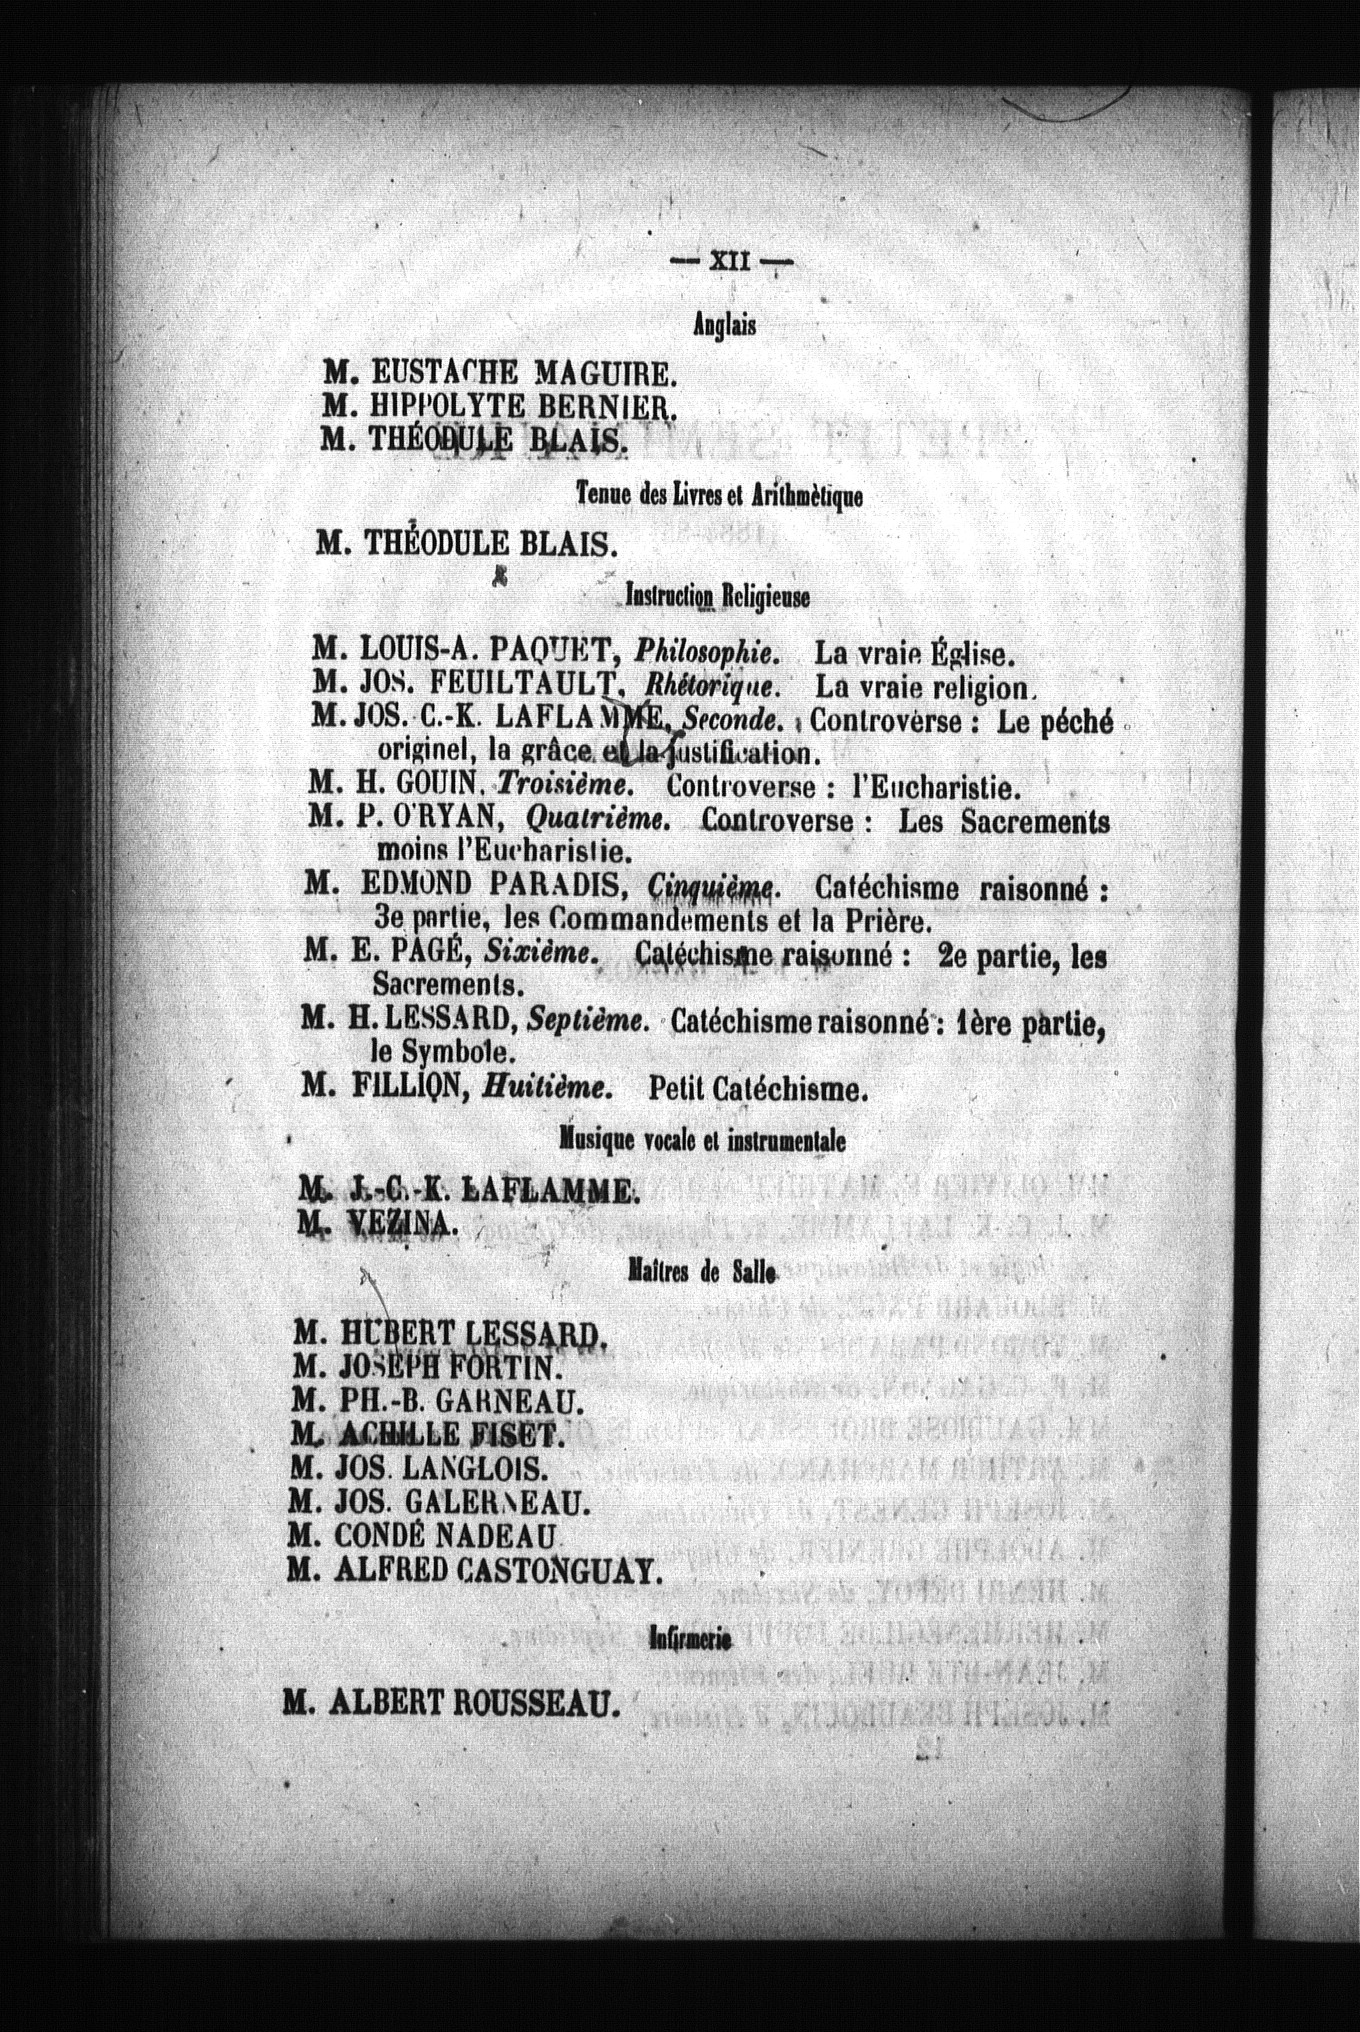 — XII —
Anglais
M. EUSTACHE MAGUIRE.
M. HIPPOLYTE BERNIER.
M. THÉODULE BLAIS.
Tenue des Livres et Arithmètique
M. THÉODULE BLAIS.
Instruction Religieuse
M. LOUIS-A. PAQUET, Philosophie. La vraie Église.
M. JOS. FEUILTAULT, Rhétorique. La vraie religion.
M. JOS. C.-K. LAFLAMME, Seconde. Controverse : Le péché
originel, la grâce et la justification.
M. H. GOUIN, Troisième. Controverse : l'Eucharistie.
M. P. O'RYAN, Quatrième. Controverse : Les Sacrements
moins l'Eucharistie.
M. EDMOND PARADIS, Cinquième. Catéchisme raisonné :
3e partie, les Commandements et la Prière.
M. E. PAGÉ, Sixième. Catéchisme raisonné : 2e partie, les
Sacrements.
M. H. LESSARD, Septième. Catéchisme raisonné : 1ère partie,
le Symbole.
M. FILLION, Huitième. Petit Catéchisme.
Musique vocale et instrumentale
M. J.-C.-K. LAFLAMME.
M. VEZINA.
Maîtres de Salle
M. HUBERT LESSARD.
M. JOSEPH FORTIN.
M. PH.-B. GARNEAU.
M. ACHILLE FISET.
M. JOS. LANGLOIS.
M. JOS. GALERNEAU.
M. CONDÉ NADEAU
M. ALFRED CASTONGUAY.
Infirmerie
M. ALBERT ROUSSEAU.